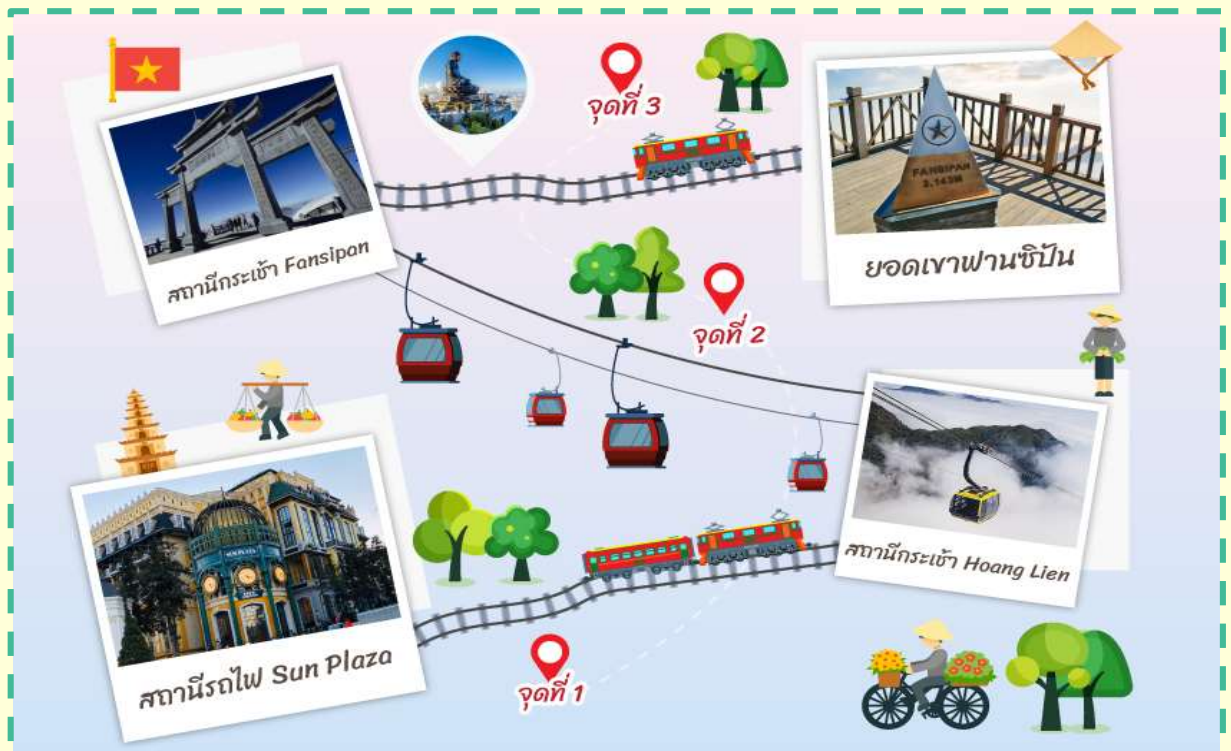 จุดที่ 3
FANSIPAN
3.143M
สถานีกระเช้า Fansipan
ยอดเขาฟานซิปัน
จุดที่ 2
สถานีกระเช้า Hoang Lien
SUN PLAZA
สถานีรถไฟ Sun Plaza
จุดที่ 1